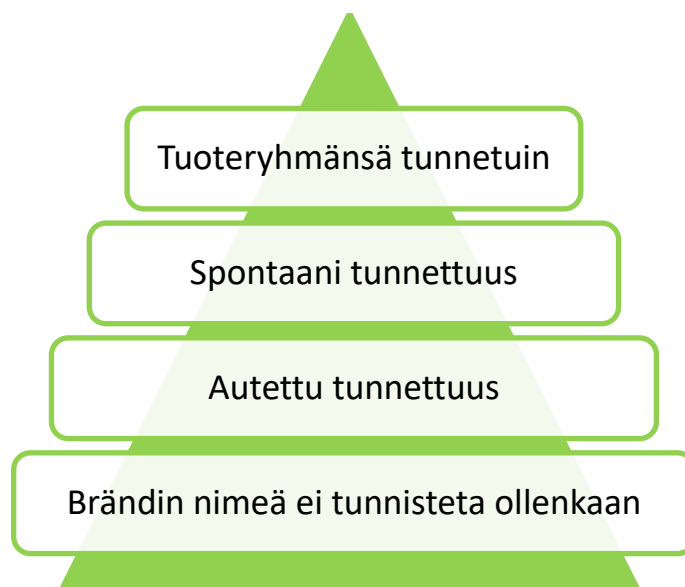 Tuoteryhmänsä tunnetuin
Spontaani tunnettuus
Autettu tunnettuus
Brändin nimeä ei tunnisteta ollenkaan